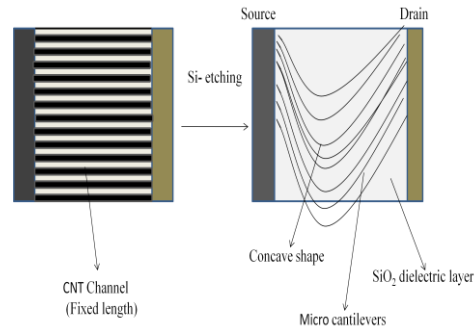 Source
Drain
Si- etching
CNT Channel
(Fixed length)
Concave shape
SiO₂ dielectric layer
Micro cantilevers